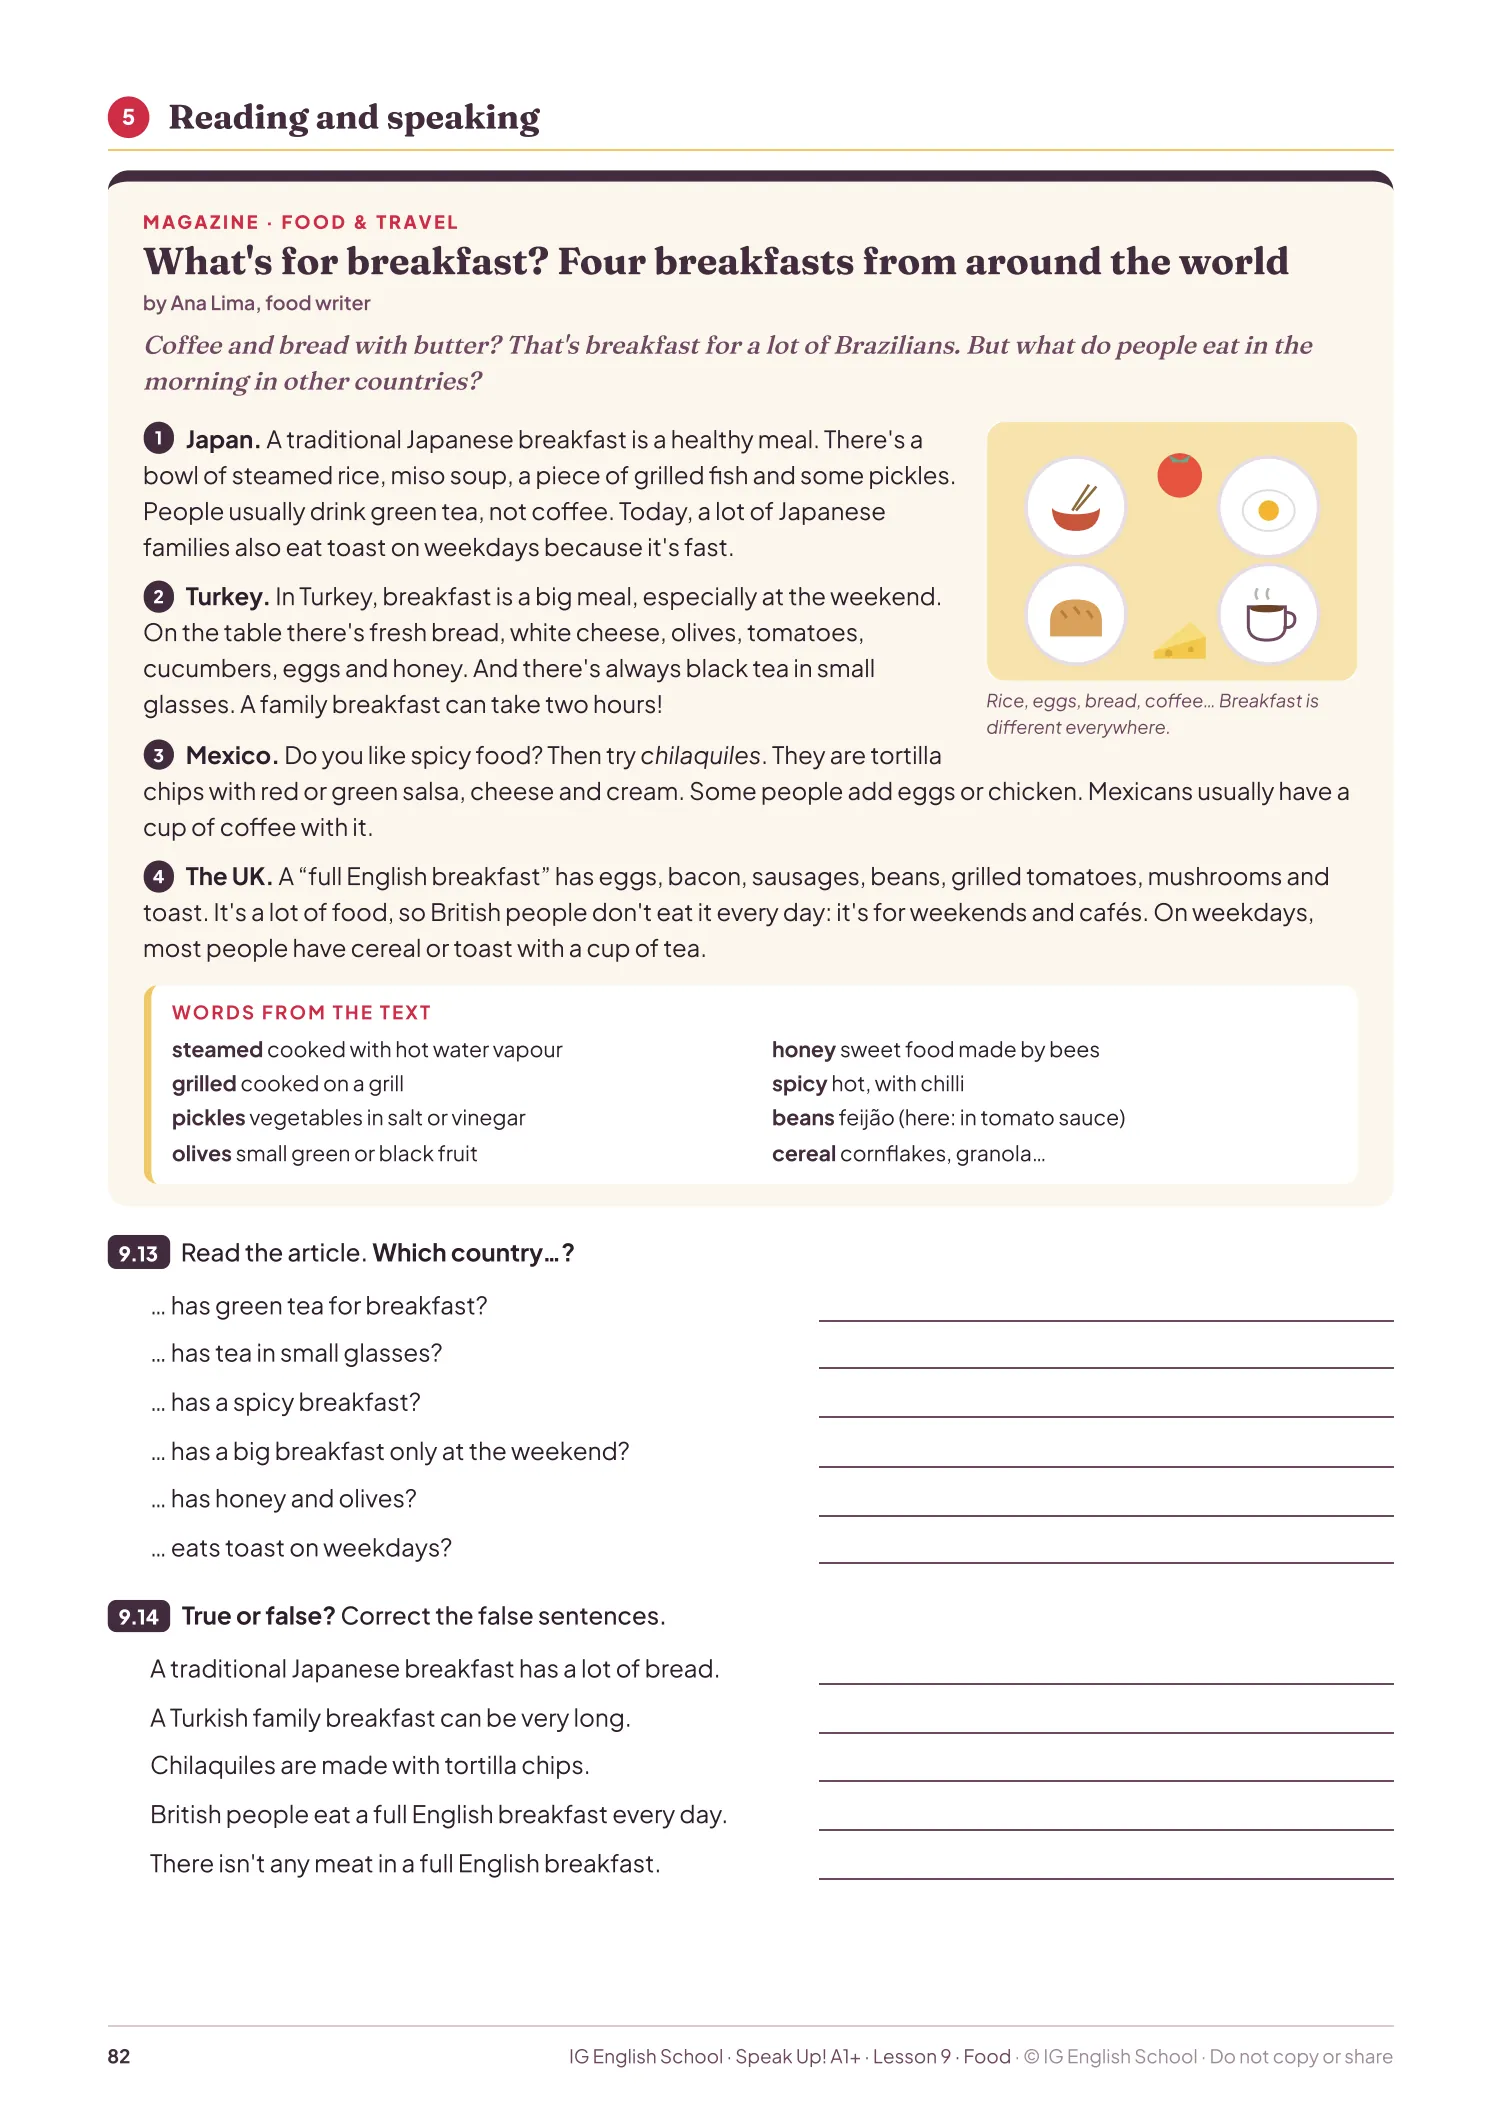 5 Reading and speaking
MAGAZINE · FOOD & TRAVEL
What's for breakfast? Four breakfasts from around the world
by Ana Lima, food writer
Coffee and bread with butter? That's breakfast for a lot of Brazilians. But what do people eat in the
morning in other countries?
1 Japan. A traditional Japanese breakfast is a healthy meal. There's a
bowl of steamed rice, miso soup, a piece of grilled fish and some pickles.
People usually drink green tea, not coffee. Today, a lot of Japanese
families also eat toast on weekdays because it's fast.
2 Turkey. In Turkey, breakfast is a big meal, especially at the weekend.
On the table there's fresh bread, white cheese, olives, tomatoes,
cucumbers, eggs and honey. And there's always black tea in small
glasses. A family breakfast can take two hours!
Rice, eggs, bread, coffee... Breakfast is
different everywhere.
3 Mexico. Do you like spicy food? Then try chilaquiles. They are tortilla
chips with red or green salsa, cheese and cream. Some people add eggs or chicken. Mexicans usually have a
cup of coffee with it.
4 The UK. A “full English breakfast” has eggs, bacon, sausages, beans, grilled tomatoes, mushrooms and
toast. It's a lot of food, so British people don't eat it every day: it's for weekends and cafés. On weekdays,
most people have cereal or toast with a cup of tea.
WORDS FROM THE TEXT
steamed cooked with hot water vapour
grilled cooked on a grill
pickles vegetables in salt or vinegar
olives small green or black fruit
honey sweet food made by bees
spicy hot, with chilli
beans feijão (here: in tomato sauce)
cereal cornflakes, granola...
9.13 Read the article. Which country...?
... has green tea for breakfast?
... has tea in small glasses?
... has a spicy breakfast?
... has a big breakfast only at the weekend?
... has honey and olives?
... eats toast on weekdays?
9.14 True or false? Correct the false sentences.
A traditional Japanese breakfast has a lot of bread.
A Turkish family breakfast can be very long.
Chilaquiles are made with tortilla chips.
British people eat a full English breakfast every day.
There isn't any meat in a full English breakfast.
82 IG English School · Speak Up! A1+ · Lesson 9 · Food · © IG English School · Do not copy or share